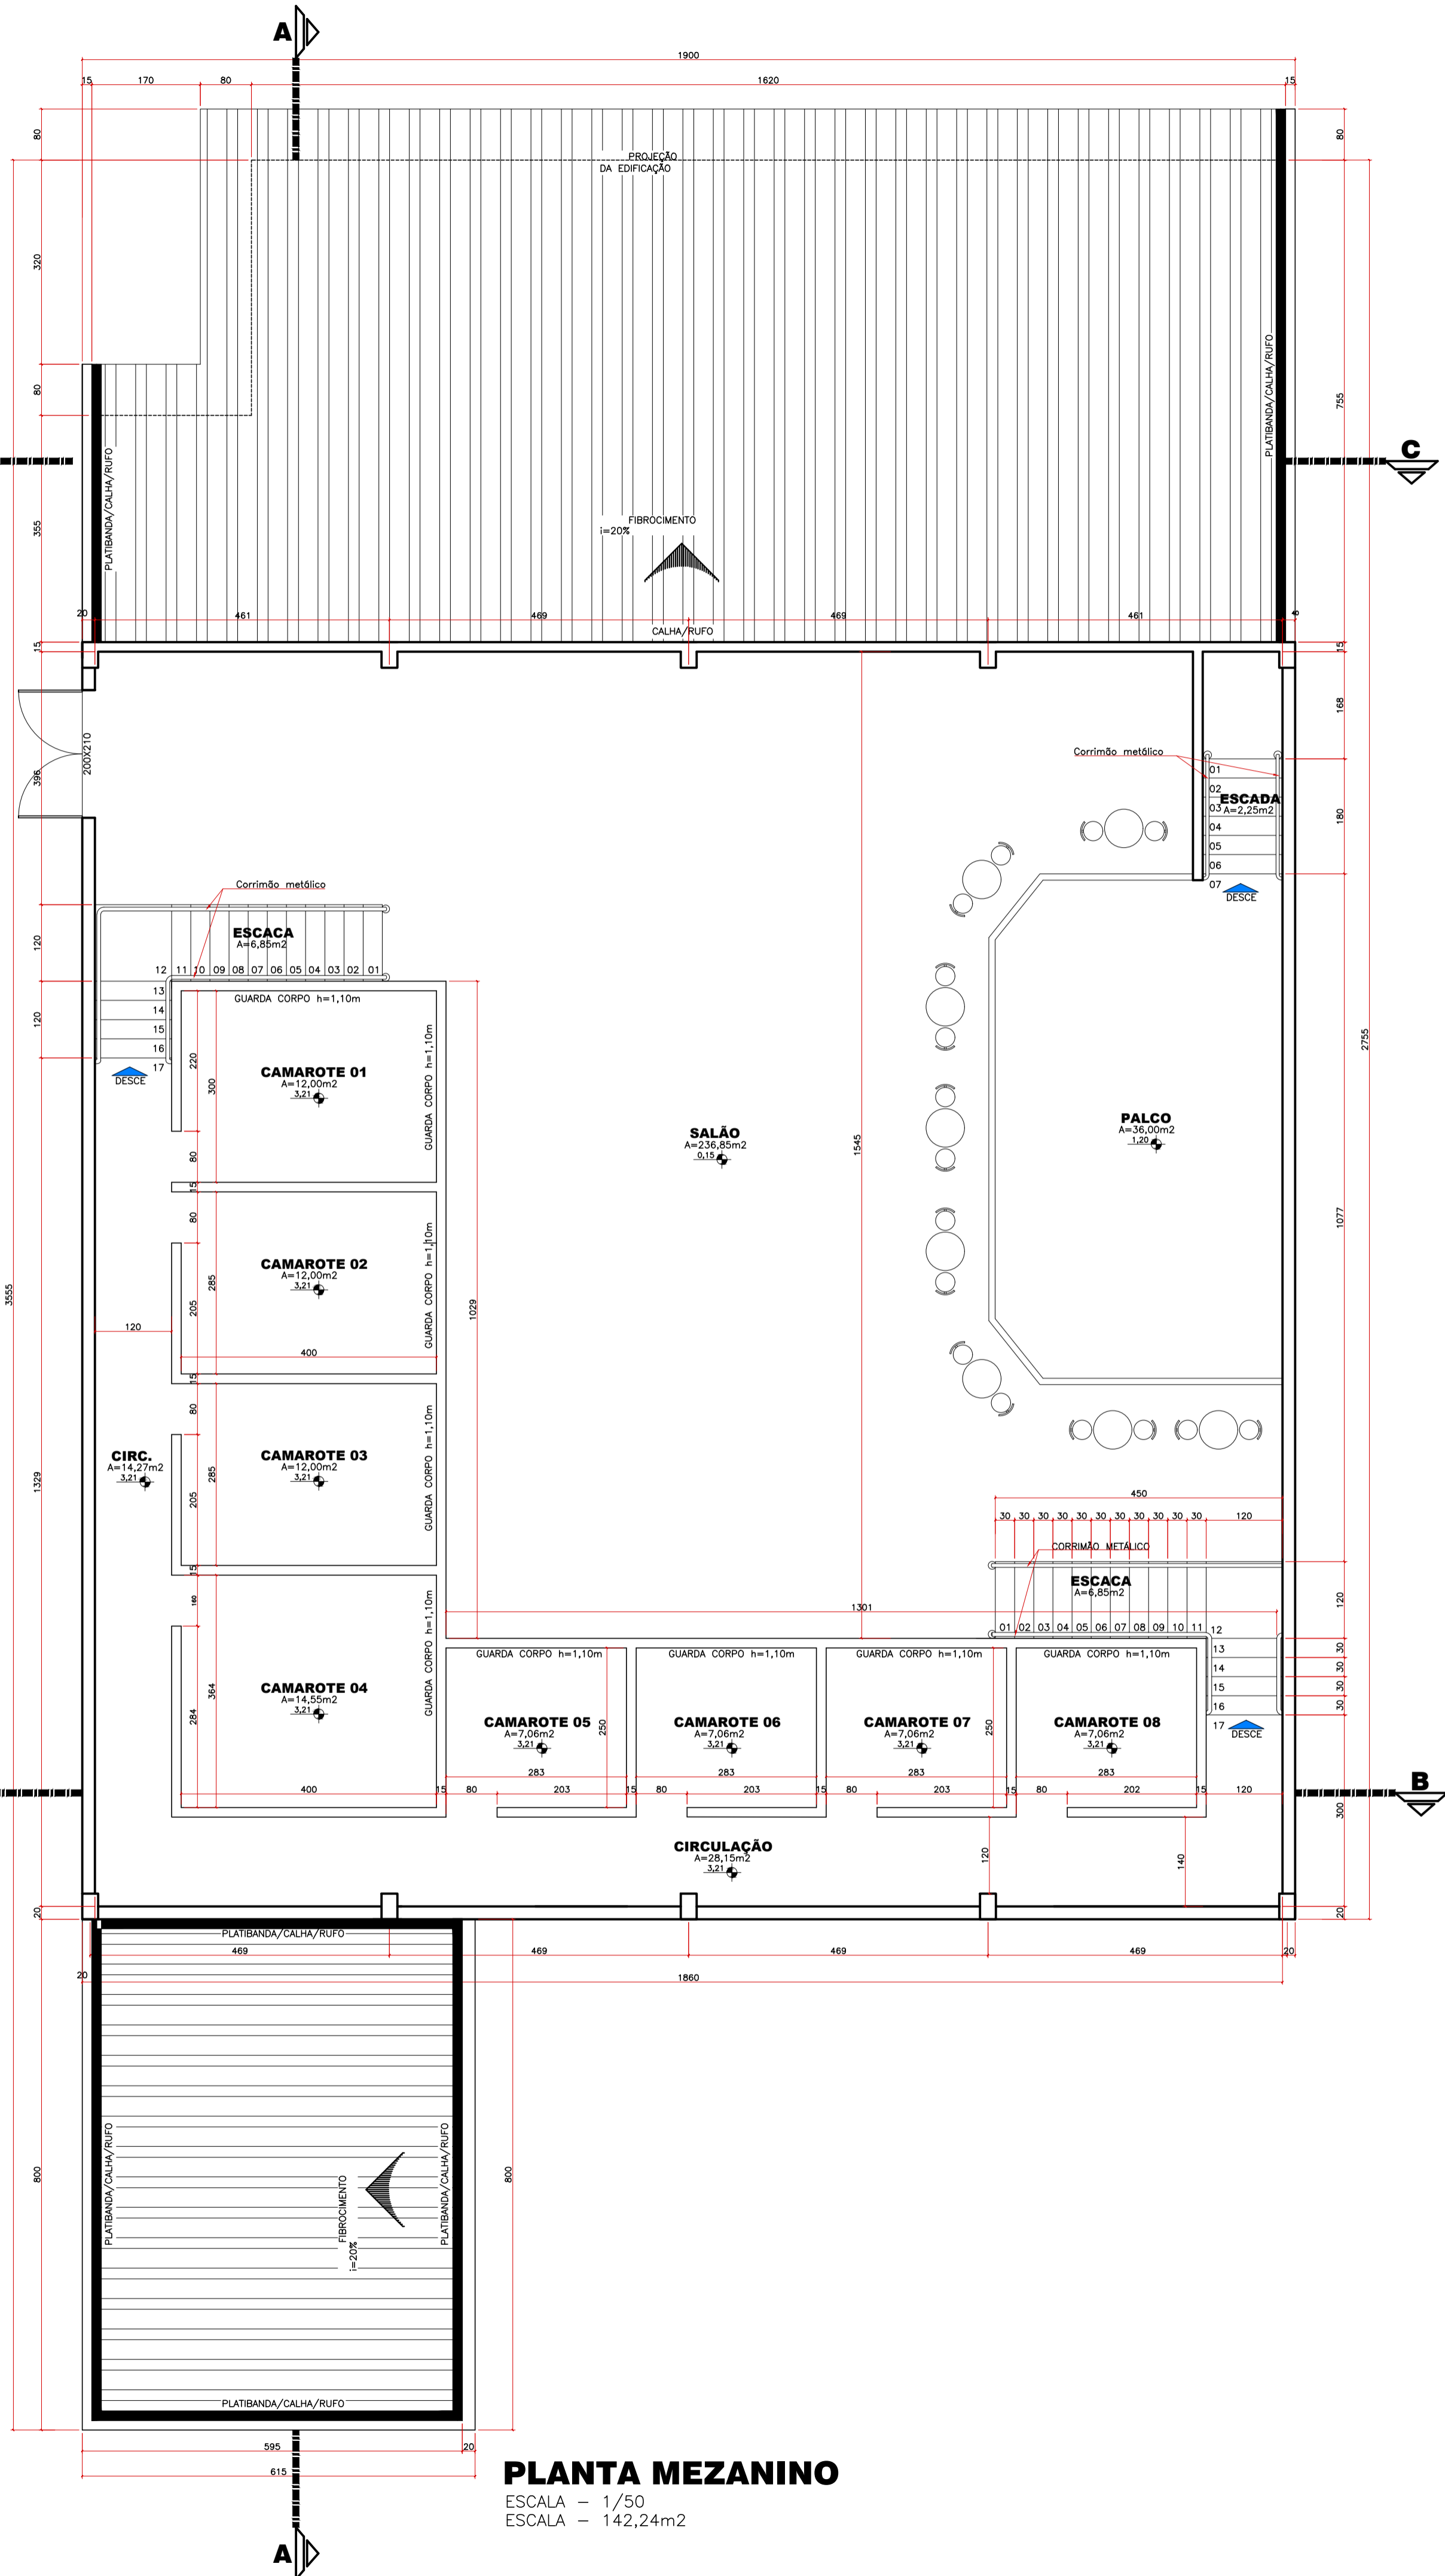 A
1900
15 170 80 1620 15
80
80
PROJEÇÃO
DA EDIFICAÇÃO
320
PLATIBANDA/CALHA/RUFO
80
755
C
PLATIBANDA/CALHA/RUFO
355
FIBROCIMENTO
i=20%
20 461 469 469 461
CALHA/RUFO
15
15
168
200X210
396
Corrimão metálico
01
02
03
04
05
06
07
ESCADA
A=2,25m2
180
DESCE
Corrimão metálico
ESCACA
A=6,85m2
120
12 11 10 09 08 07 06 05 04 03 02 01
13
14
15
16
17
120
DESCE
GUARDA CORPO h=1,10m
GUARDA CORPO h=1,10m
220
300
CAMAROTE 01
A=12,00m2
3,21
80
15
SALÃO
A=236,85m2
0,15
1545
PALCO
A=36,00m2
1,20
2755
1077
80
GUARDA CORPO h=1,10m
CAMAROTE 02
A=12,00m2
3,21
285
205
1029
3555
120
400
15
80
GUARDA CORPO h=1,10m
CAMAROTE 03
A=12,00m2
3,21
285
205
CIRC.
A=14,27m2
3,21
1329
15
450
30 30 30 30 30 30 30 30 30 30 30 120
CORRIMÃO METÁLICO
ESCACA
A=6,85m2
120
1301
01 02 03 04 05 06 07 08 09 10 11 12
13
14
15
16
17
30
30
30
30
DESCE
GUARDA CORPO h=1,10m
CAMAROTE 04
A=14,55m2
3,21
364
284
GUARDA CORPO h=1,10m
GUARDA CORPO h=1,10m
GUARDA CORPO h=1,10m
GUARDA CORPO h=1,10m
CAMAROTE 05
A=7,06m2
3,21
250
CAMAROTE 06
A=7,06m2
3,21
CAMAROTE 07
A=7,06m2
3,21
250
CAMAROTE 08
A=7,06m2
3,21
283 283 283 283
400 15 80 203 15 80 203 15 80 203 15 80 202 15 120
B
300
CIRCULAÇÃO
A=28,15m2
3,21
120
140
20
20
PLATIBANDA/CALHA/RUFO
469 469 469 469 20
20
1860
PLATIBANDA/CALHA/RUFO
PLATIBANDA/CALHA/RUFO
FIBROCIMENTO
i=20%
800
800
PLATIBANDA/CALHA/RUFO
595 20
615
PLANTA MEZANINO
ESCALA - 1/50
ESCALA - 142,24m2
A